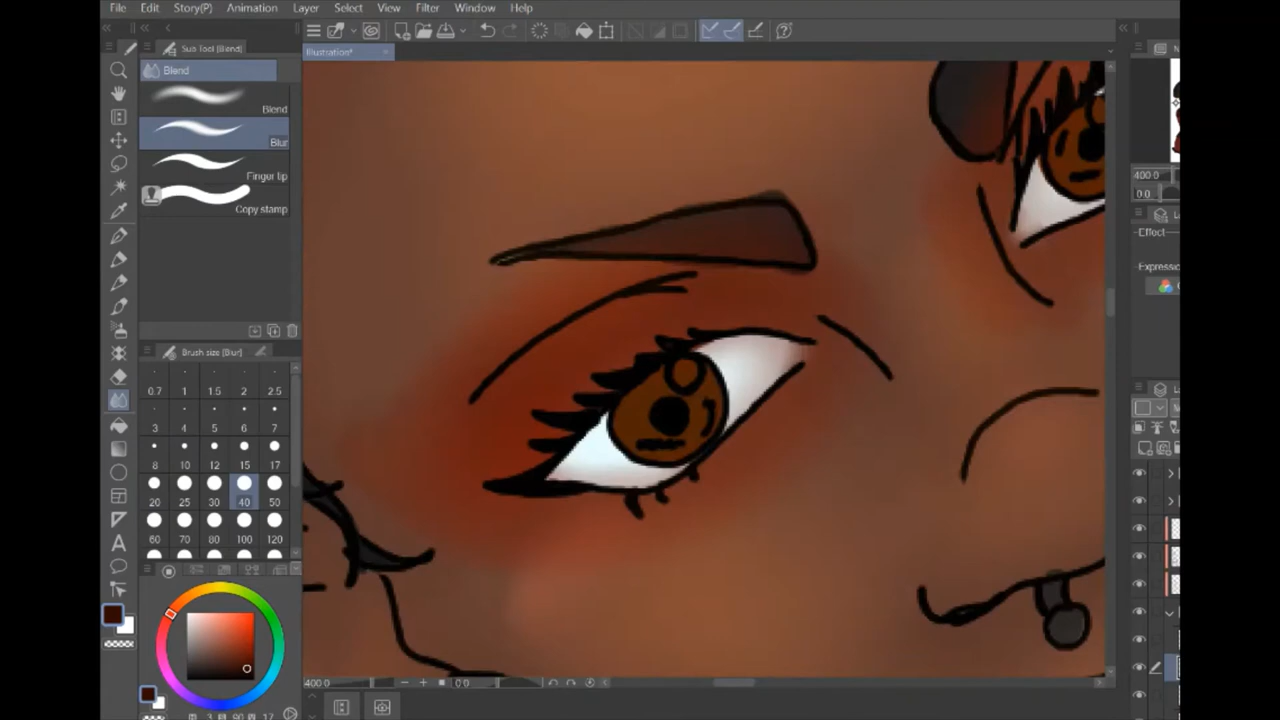 File Edit Story(P) Animation Layer Select View Filter Window Help
Sub Tool [Blend]
Illustration*
Blend
Blend
Blur
Finger tip
Copy stamp
Brush size [Blur]
0.7 1 1.5 2 2.5
3 4 5 6 7
8 10 12 15 17
20 25 30 40 50
60 70 80 100 120
400.0
0.0
Effect
Expressi
A
400.0 0.0